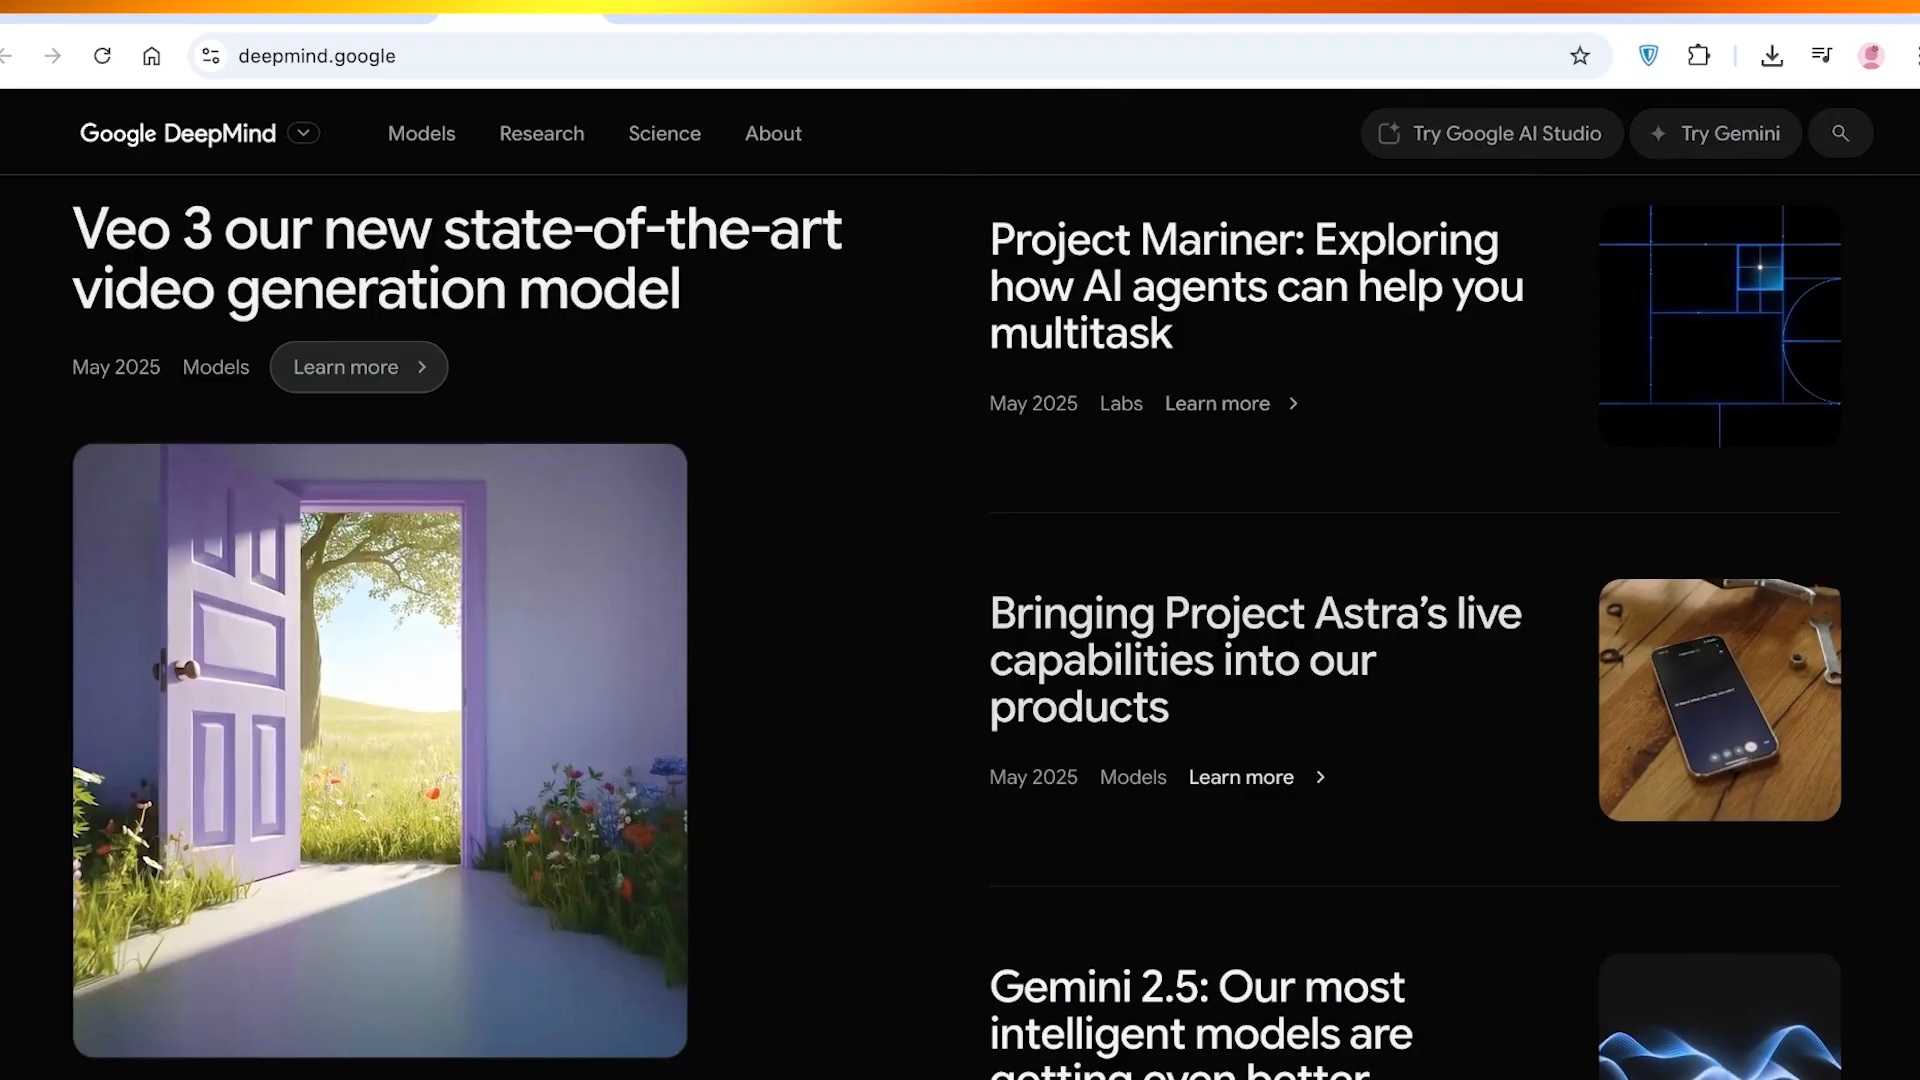 deepmind.google
Google DeepMind
Models
Research
Science
About
Try Google AI Studio
Try Gemini
Veo 3 our new state-of-the-art
video generation model
May 2025 Models Learn more
Project Mariner: Exploring
how AI agents can help you
multitask
May 2025 Labs Learn more
Bringing Project Astra’s live
capabilities into our
products
May 2025 Models Learn more
Gemini 2.5: Our most
intelligent models are
getting even better